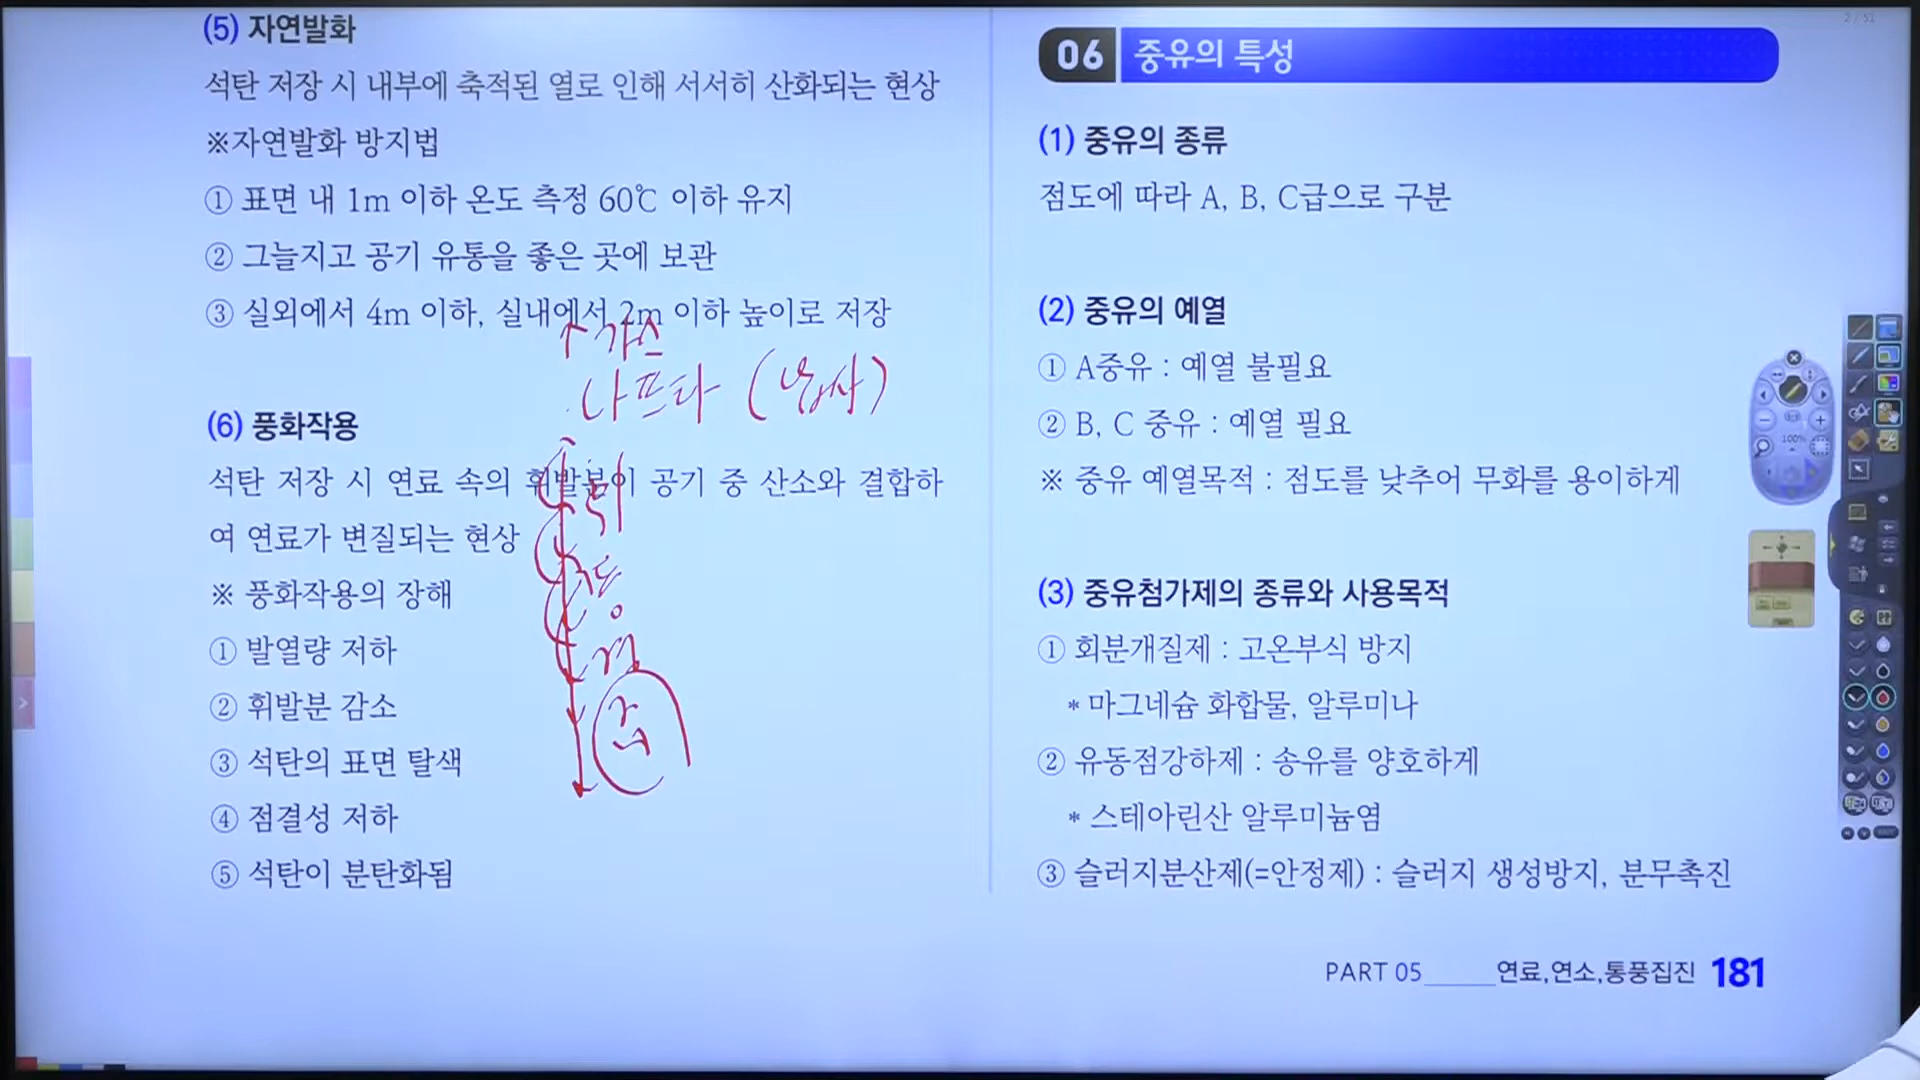 (5) 자연발화
석탄 저장 시 내부에 축적된 열로 인해 서서히 산화되는 현상
※자연발화 방지법
① 표면 내 1m 이하 온도 측정 60℃ 이하 유지
② 그늘지고 공기 유통을 좋은 곳에 보관
③ 실외에서 4m 이하, 실내에서 2m 이하 높이로 저장
가스
나프타 (납사)
(6) 풍화작용
석탄 저장 시 연료 속의 휘발분이 공기 중 산소와 결합하
여 연료가 변질되는 현상
※ 풍화작용의 장해
① 발열량 저하
② 휘발분 감소
③ 석탄의 표면 탈색
④ 점결성 저하
⑤ 석탄이 분탄화됨
휘
등
경
중
06 중유의 특성
(1) 중유의 종류
점도에 따라 A, B, C급으로 구분
(2) 중유의 예열
① A중유 : 예열 불필요
② B, C 중유 : 예열 필요
※ 중유 예열목적 : 점도를 낮추어 무화를 용이하게
(3) 중유첨가제의 종류와 사용목적
① 회분개질제 : 고온부식 방지
* 마그네슘 화합물, 알루미나
② 유동점강하제 : 송유를 양호하게
* 스테아린산 알루미늄염
③ 슬러지분산제(=안정제) : 슬러지 생성방지, 분무촉진
PART 05 연료,연소,통풍집진 181
2 / 51
100%